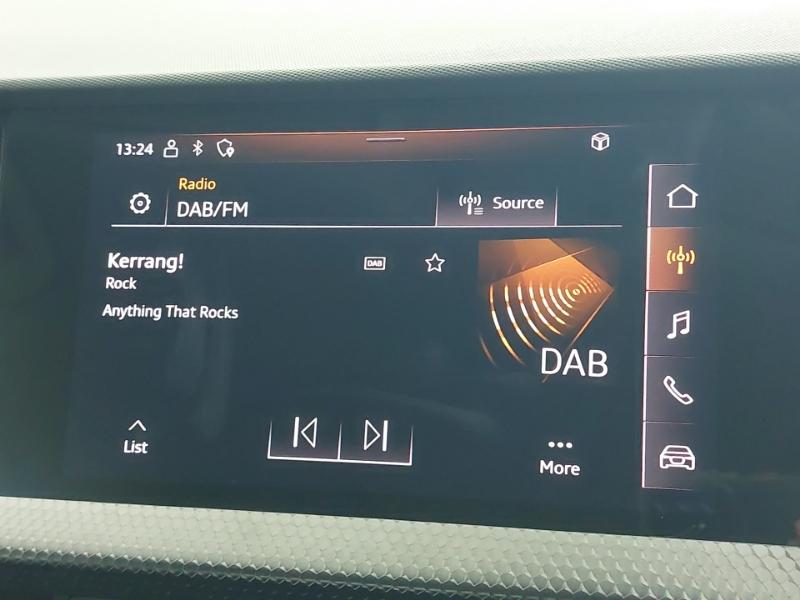 13:24
Radio
DAB/FM
Source
Kerrang!
DAB
Rock
Anything That Rocks
DAB
List
More